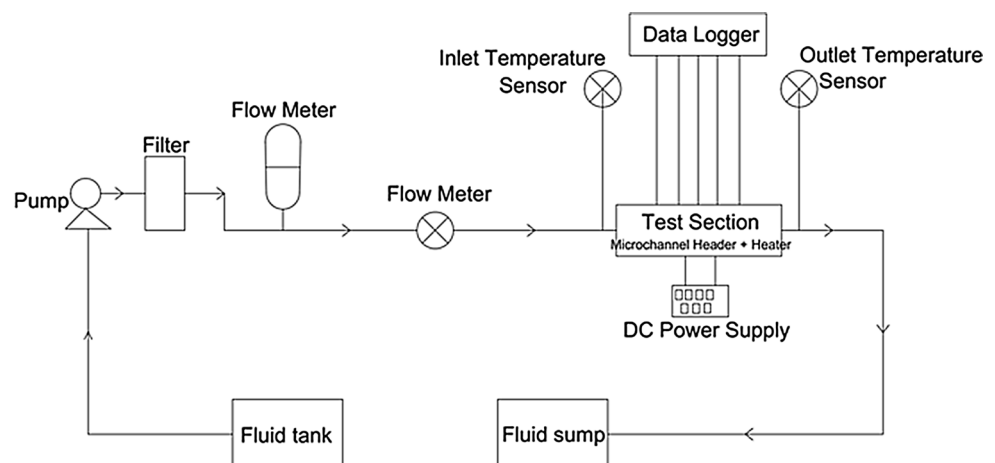 Data Logger
Inlet Temperature
Sensor
Outlet Temperature
Sensor
Flow Meter
Filter
Pump
Flow Meter
Test Section
Microchannel Header + Heater
DC Power Supply
Fluid tank
Fluid sump